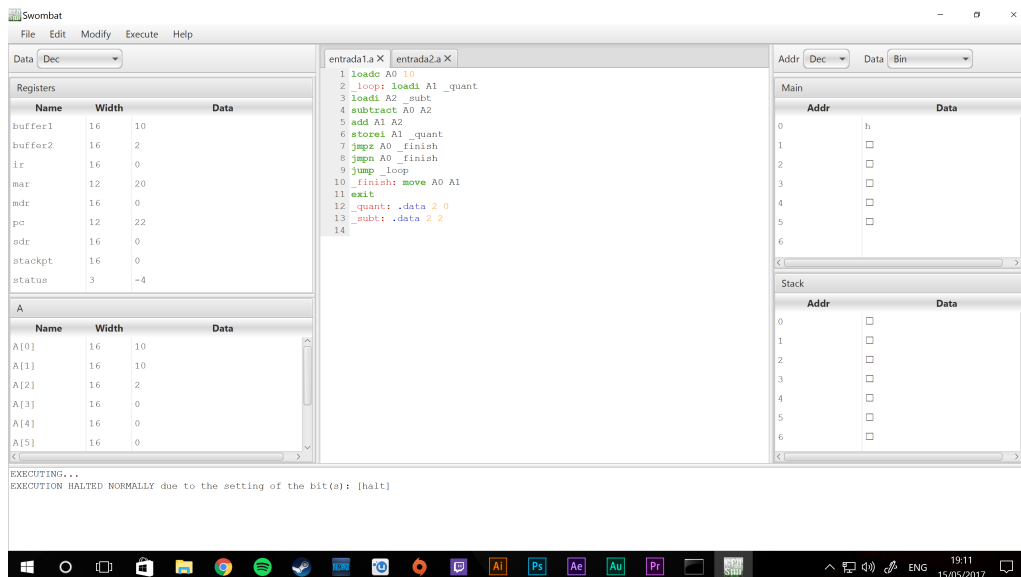 Swombat
File Edit Modify Execute Help
Data Dec
entrada1.a entrada2.a
Addr Dec Data Bin
Registers
Name Width Data
buffer1 16 10
buffer2 16 2
ir 16 0
mar 12 20
mdr 16 0
pc 12 22
sdr 16 0
stackpt 16 0
status 3 -4
A
Name Width Data
A[0] 16 10
A[1] 16 10
A[2] 16 2
A[3] 16 0
A[4] 16 0
A[5] 16 0
1 loadc A0 10
2 _loop: loadi A1 _quant
3 loadi A2 _subt
4 subtract A0 A2
5 add A1 A2
6 storei A1 _quant
7 jmpz A0 _finish
8 jmpn A0 _finish
9 jump _loop
10 _finish: move A0 A1
11 exit
12 _quant: .data 2 0
13 _subt: .data 2 2
14
Main
Addr Data
0 h
1
2
3
4
5
6
Stack
Addr Data
0
1
2
3
4
5
6
EXECUTING...
EXECUTION HALTED NORMALLY due to the setting of the bit(s): [halt]
Ai Ps Ae Au Pr
ENG
19:11
15/05/2017